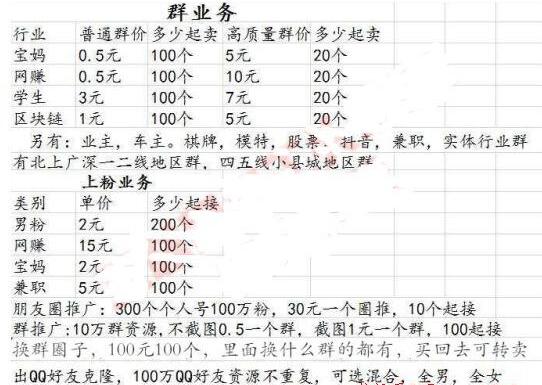 群业务
行业 普通群价 多少起卖 高质量群价 多少起卖
宝妈 0.5元 100个 5元 20个
网赚 0.5元 100个 10元 20个
学生 3元 100个 7元 20个
区块链 1元 100个 5元 20个
另有：业主，车主。棋牌，模特，股票、抖音，兼职，实体行业群
有北上广深一二线地区群，四五线小县城地区群
上粉业务
类别 单价 多少起接
男粉 2元 200个
网赚 15元 100个
宝妈 2元 100个
兼职 5元 100个
朋友圈推广：300个个人号100万粉，30元一个圈推，10个起接
群推广:10万群资源,不截图0.5一个群，截图1元一个群，100起接
换群圈子，100元100个，里面换什么群的都有，买回去可转卖
出QQ好友克隆，100万QQ好友资源不重复，可选混合，全男，全女